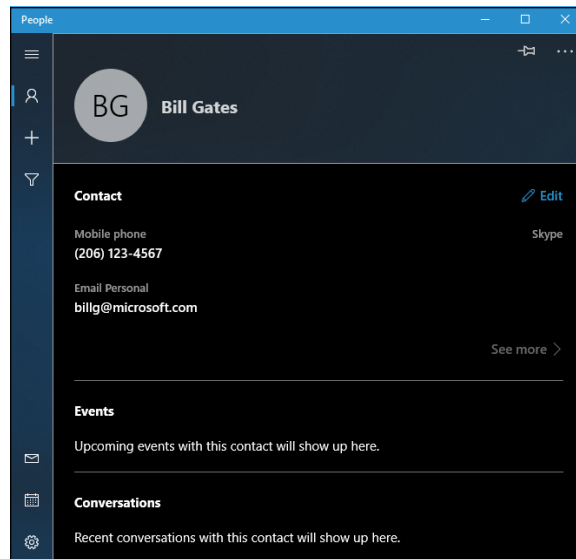 People
BG
Bill Gates
Contact
Edit
Mobile phone
Skype
(206) 123-4567
Email Personal
billg@microsoft.com
See more
Events
Upcoming events with this contact will show up here.
Conversations
Recent conversations with this contact will show up here.